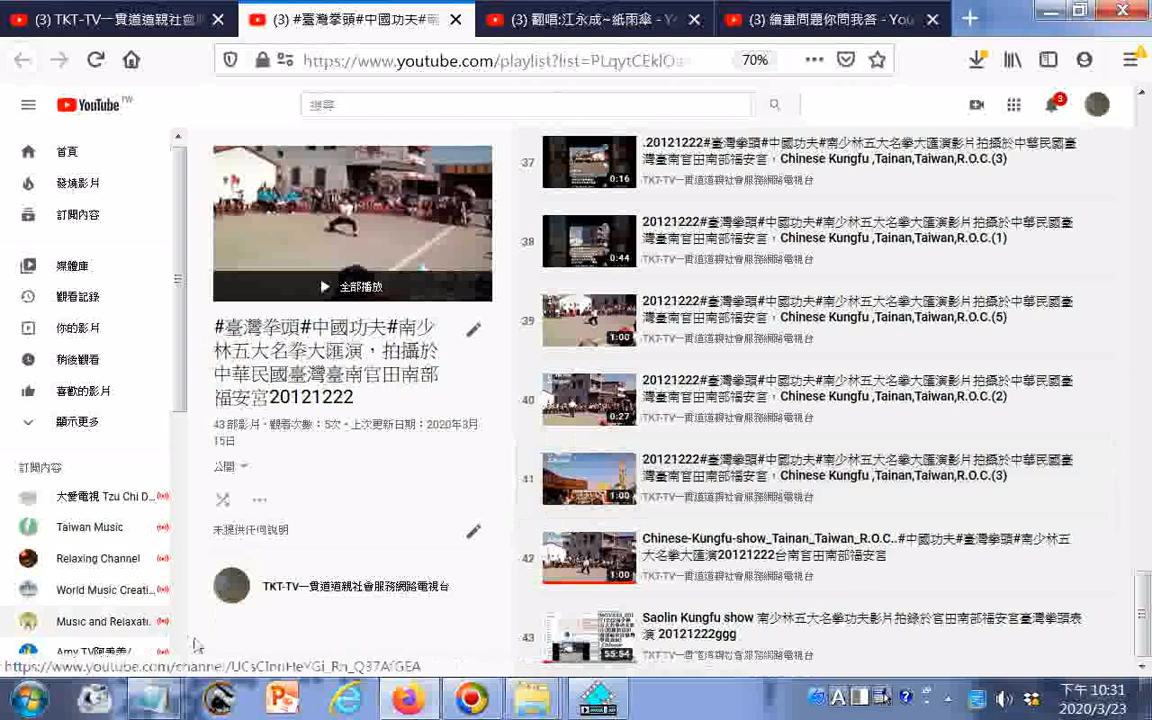 (3) TKT-TV一貫道道親社會服
(3) #臺灣拳頭#中國功夫#南
(3) 翻唱:江永成~紙雨傘 - Y
(3) 繪畫問題你問我答 - You
https://www.youtube.com/playlist?list=PLqytCEklO
70%
YouTube TW
搜尋
3
首頁
發燒影片
訂閱內容
媒體庫
觀看記錄
你的影片
稍後觀看
喜歡的影片
顯示更多
訂閱內容
大愛電視 Tzu Chi D...
Taiwan Music
Relaxing Channel
World Music Creati...
Music and Relaxati.
Amy TV阿美奔/
全部播放
#臺灣拳頭#中國功夫#南少
林五大名拳大匯演，拍攝於
中華民國臺灣臺南官田南部
福安宮20121222
43 部影片 · 觀看次數：5次 · 上次更新日期：2020年3月
15日
公開
未提供任何說明
TKT-TV一貫道道親社會服務網路電視台
37
0:16
.20121222#臺灣拳頭#中國功夫#南少林五大名拳大匯演影片拍攝於中華民國臺
灣臺南官田南部福安宮，Chinese Kungfu ,Tainan,Taiwan,R.O.C.(3)
TKT-TV一貫道道親社會服務網路電視台
38
0:44
20121222#臺灣拳頭#中國功夫#南少林五大名拳大匯演影片拍攝於中華民國臺灣
臺南官田南部福安宮，Chinese Kungfu ,Tainan,Taiwan,R.O.C.(1)
TKT-TV一貫道道親社會服務網路電視台
39
1:00
20121222#臺灣拳頭#中國功夫#南少林五大名拳大匯演影片拍攝於中華民國臺灣
臺南官田南部福安宮，Chinese Kungfu ,Tainan,Taiwan,R.O.C.(5)
TKT-TV一貫道道親社會服務網路電視台
40
0:27
20121222#臺灣拳頭#中國功夫#南少林五大名拳大匯演影片拍攝於中華民國臺灣
臺南官田南部福安宮，Chinese Kungfu ,Tainan,Taiwan,R.O.C.(2)
TKT-TV一貫道道親社會服務網路電視台
41
1:00
20121222#臺灣拳頭#中國功夫#南少林五大名拳大匯演影片拍攝於中華民國臺灣
臺南官田南部福安宮，Chinese Kungfu ,Tainan,Taiwan,R.O.C.(3)
TKT-TV一貫道道親社會服務網路電視台
42
1:00
Chinese-Kungfu-show_Tainan_Taiwan_R.O.C..#中國功夫#臺灣拳頭#南少林五
大名拳大匯演20121222台南官田南部福安宮
TKT-TV一貫道道親社會服務網路電視台
43
55:54
Saolin Kungfu show 南少林五大名拳功夫影片拍錄於官田南部福安宮臺灣拳頭表
演 20121222ggg
TKT-TV一貫道道親社會服務網路電視台
下午 10:31
2020/3/23